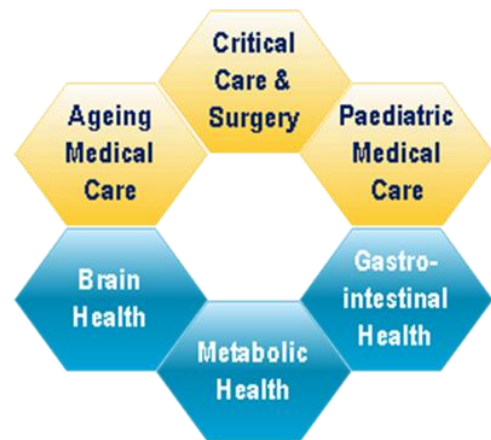 Critical
Care &
Surgery
Ageing
Medical
Care
Paediatric
Medical
Care
Brain
Health
Gastro-
intestinal
Health
Metabolic
Health